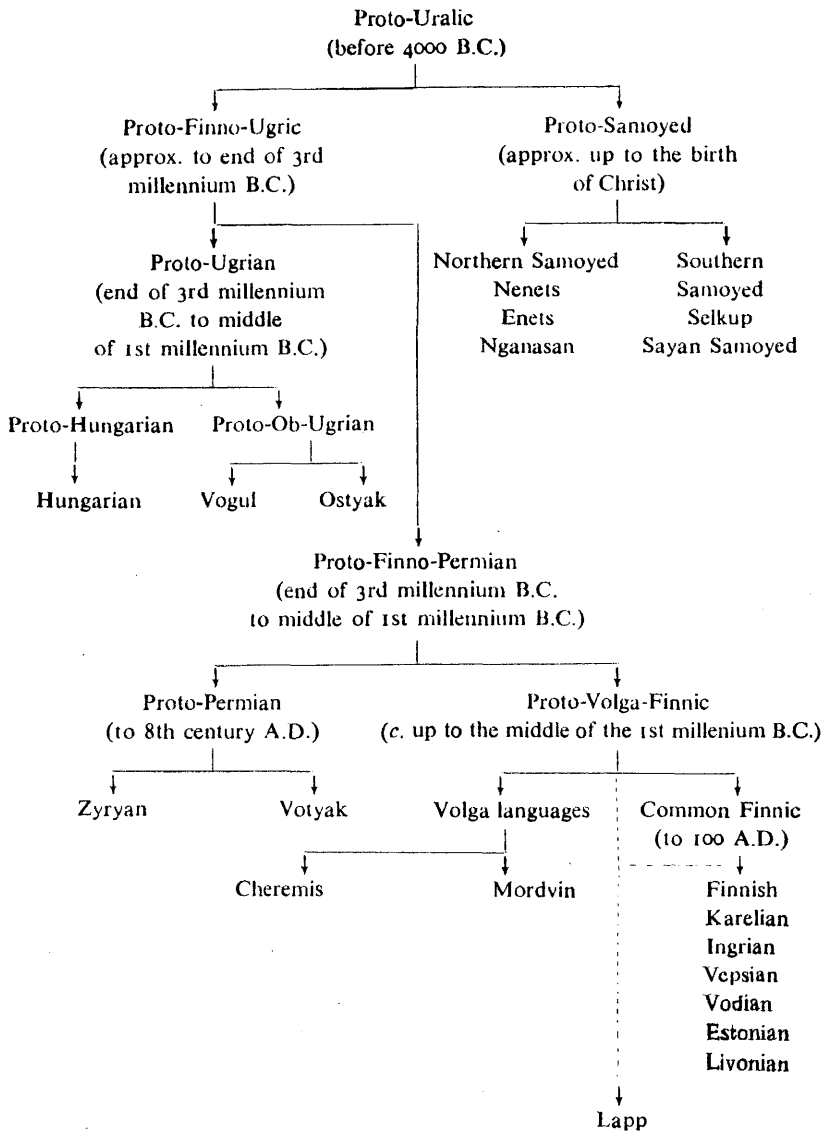 Proto-Uralic
(before 4000 B.C.)
Proto-Finno-Ugric
(approx. to end of 3rd
millennium B.C.)
Proto-Samoyed
(approx. up to the birth
of Christ)
Proto-Ugrian
(end of 3rd millennium
B.C. to middle
of 1st millennium B.C.)
Northern Samoyed
Nenets
Enets
Nganasan
Southern
Samoyed
Selkup
Sayan Samoyed
Proto-Hungarian
Proto-Ob-Ugrian
Hungarian
Vogul
Ostyak
Proto-Finno-Permian
(end of 3rd millennium B.C.
to middle of 1st millennium B.C.)
Proto-Permian
(to 8th century A.D.)
Proto-Volga-Finnic
(c. up to the middle of the 1st millenium B.C.)
Zyryan
Votyak
Volga languages
Common Finnic
(to 100 A.D.)
Cheremis
Mordvin
Finnish
Karelian
Ingrian
Vepsian
Vodian
Estonian
Livonian
Lapp